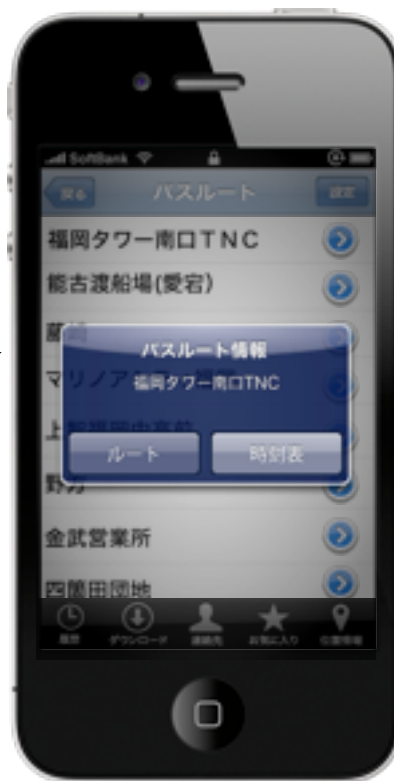 SoftBank
戻る
バスルート
設定
福岡タワー南口TNC
能古渡船場(愛宕)
バスルート情報
福岡タワー南口TNC
ルート
時刻表
野方
金武営業所
四箇田団地
履歴
ダウンロード
連絡先
お気に入り
位置情報